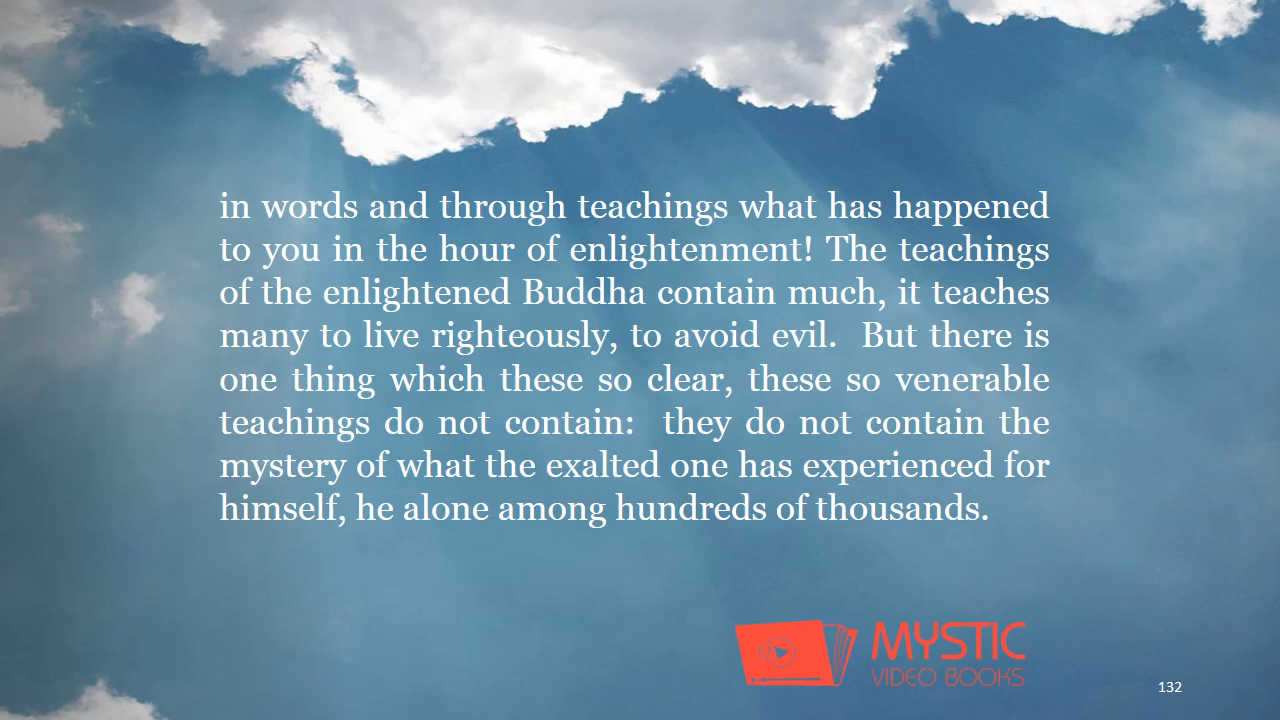 in words and through teachings what has happened
to you in the hour of enlightenment! The teachings
of the enlightened Buddha contain much, it teaches
many to live righteously, to avoid evil.  But there is
one thing which these so clear, these so venerable
teachings do not contain:  they do not contain the
mystery of what the exalted one has experienced for
himself, he alone among hundreds of thousands.
MYSTIC
VIDEO BOOKS
132